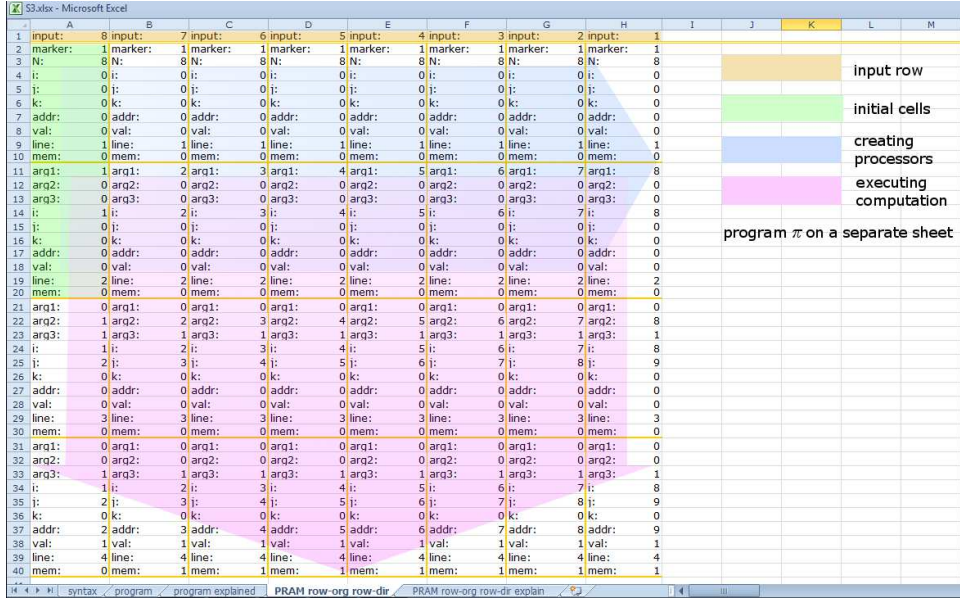 S3.xlsx - Microsoft Excel
A B C D E F G H I J K L M
1 input: 8 input: 7 input: 6 input: 5 input: 4 input: 3 input: 2 input: 1
2 marker: 1 marker: 1 marker: 1 marker: 1 marker: 1 marker: 1 marker: 1 marker: 1
3 N: 8 N: 8 N: 8 N: 8 N: 8 N: 8 N: 8 N: 8
4 i: 0 i: 0 i: 0 i: 0 i: 0 i: 0 i: 0 i: 0 input row
5 j: 0 j: 0 j: 0 j: 0 j: 0 j: 0 j: 0 j: 0
6 k: 0 k: 0 k: 0 k: 0 k: 0 k: 0 k: 0 k: 0 initial cells
7 addr: 0 addr: 0 addr: 0 addr: 0 addr: 0 addr: 0 addr: 0 addr: 0
8 val: 0 val: 0 val: 0 val: 0 val: 0 val: 0 val: 0 val: 0
9 line: 1 line: 1 line: 1 line: 1 line: 1 line: 1 line: 1 line: 1 creating
10 mem: 0 mem: 0 mem: 0 mem: 0 mem: 0 mem: 0 mem: 0 mem: 0 processors
11 arg1: 1 arg1: 2 arg1: 3 arg1: 4 arg1: 5 arg1: 6 arg1: 7 arg1: 8
12 arg2: 0 arg2: 0 arg2: 0 arg2: 0 arg2: 0 arg2: 0 arg2: 0 arg2: 0 executing
13 arg3: 0 arg3: 0 arg3: 0 arg3: 0 arg3: 0 arg3: 0 arg3: 0 arg3: 0 computation
14 i: 1 i: 2 i: 3 i: 4 i: 5 i: 6 i: 7 i: 8
15 j: 0 j: 0 j: 0 j: 0 j: 0 j: 0 j: 0 j: 0 program π on a separate sheet
16 k: 0 k: 0 k: 0 k: 0 k: 0 k: 0 k: 0 k: 0
17 addr: 0 addr: 0 addr: 0 addr: 0 addr: 0 addr: 0 addr: 0 addr: 0
18 val: 0 val: 0 val: 0 val: 0 val: 0 val: 0 val: 0 val: 0
19 line: 2 line: 2 line: 2 line: 2 line: 2 line: 2 line: 2 line: 2
20 mem: 0 mem: 0 mem: 0 mem: 0 mem: 0 mem: 0 mem: 0 mem: 0
21 arg1: 0 arg1: 0 arg1: 0 arg1: 0 arg1: 0 arg1: 0 arg1: 0 arg1: 0
22 arg2: 1 arg2: 2 arg2: 3 arg2: 4 arg2: 5 arg2: 6 arg2: 7 arg2: 8
23 arg3: 1 arg3: 1 arg3: 1 arg3: 1 arg3: 1 arg3: 1 arg3: 1 arg3: 1
24 i: 1 i: 2 i: 3 i: 4 i: 5 i: 6 i: 7 i: 8
25 j: 2 j: 3 j: 4 j: 5 j: 6 j: 7 j: 8 j: 9
26 k: 0 k: 0 k: 0 k: 0 k: 0 k: 0 k: 0 k: 0
27 addr: 0 addr: 0 addr: 0 addr: 0 addr: 0 addr: 0 addr: 0 addr: 0
28 val: 0 val: 0 val: 0 val: 0 val: 0 val: 0 val: 0 val: 0
29 line: 3 line: 3 line: 3 line: 3 line: 3 line: 3 line: 3 line: 3
30 mem: 0 mem: 0 mem: 0 mem: 0 mem: 0 mem: 0 mem: 0 mem: 0
31 arg1: 0 arg1: 0 arg1: 0 arg1: 0 arg1: 0 arg1: 0 arg1: 0 arg1: 0
32 arg2: 0 arg2: 0 arg2: 0 arg2: 0 arg2: 0 arg2: 0 arg2: 0 arg2: 0
33 arg3: 1 arg3: 1 arg3: 1 arg3: 1 arg3: 1 arg3: 1 arg3: 1 arg3: 1
34 i: 1 i: 2 i: 3 i: 4 i: 5 i: 6 i: 7 i: 8
35 j: 2 j: 3 j: 4 j: 5 j: 6 j: 7 j: 8 j: 9
36 k: 0 k: 0 k: 0 k: 0 k: 0 k: 0 k: 0 k: 0
37 addr: 2 addr: 3 addr: 4 addr: 5 addr: 6 addr: 7 addr: 8 addr: 9
38 val: 1 val: 1 val: 1 val: 1 val: 1 val: 1 val: 1 val: 1
39 line: 4 line: 4 line: 4 line: 4 line: 4 line: 4 line: 4 line: 4
40 mem: 0 mem: 1 mem: 1 mem: 1 mem: 1 mem: 1 mem: 1 mem: 1
syntax program program explained PRAM row-org row-dir PRAM row-org row-dir explain